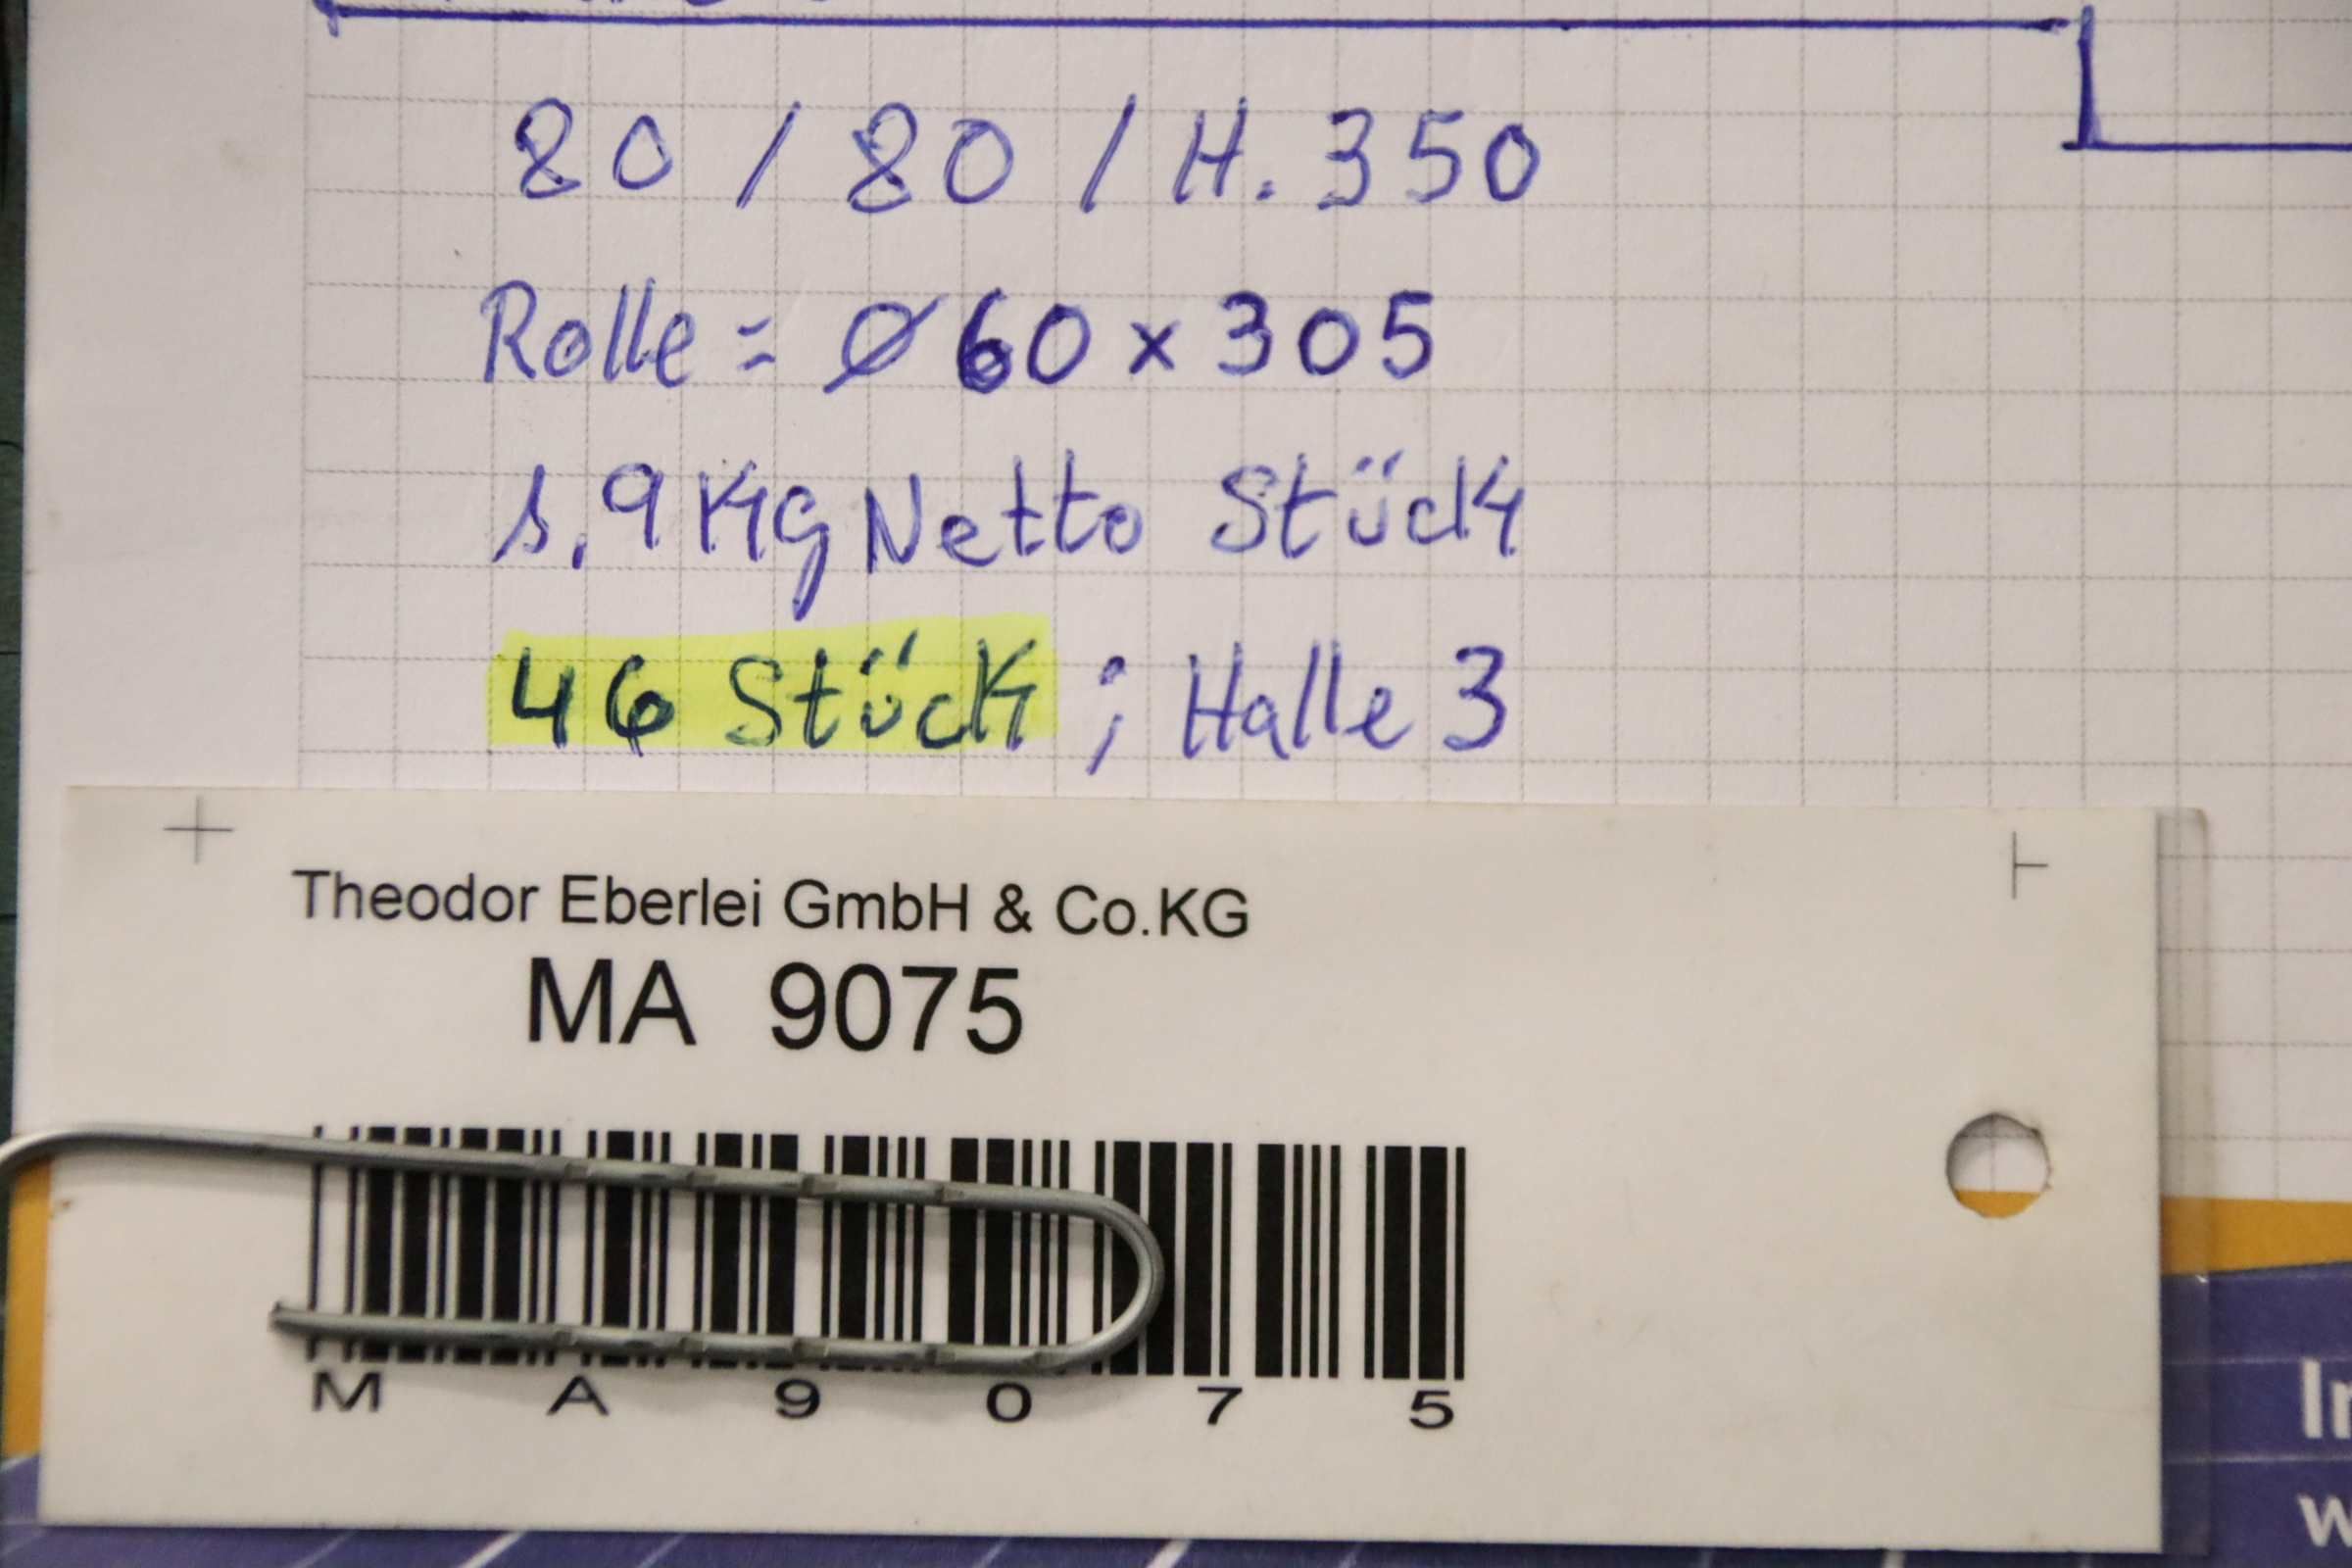 80 / 80 / H. 350
Rolle = Ø 60 x 305
1,9 Kg Netto Stück
46 Stück ; Halle 3
Theodor Eberlei GmbH & Co.KG
MA 9075
M A 9 0 7 5